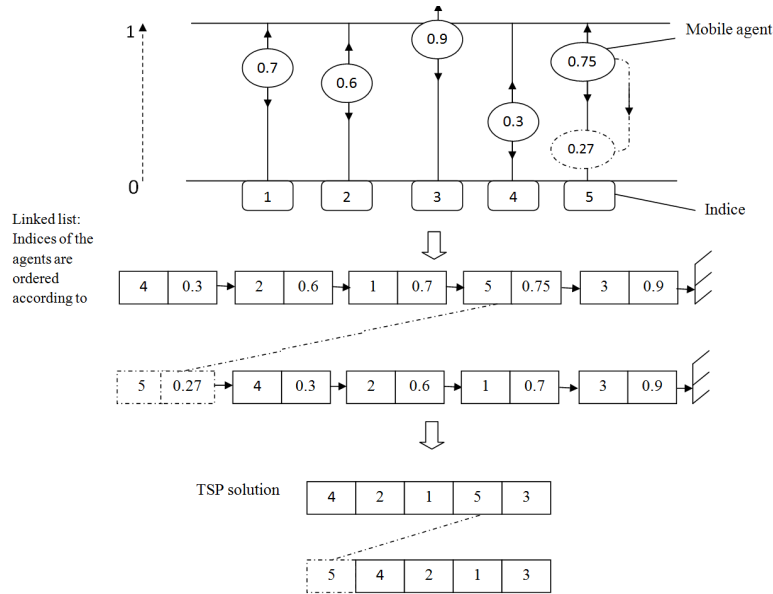 1
0
0.7
0.6
0.9
0.3
0.75
0.27
Mobile agent
1
2
3
4
5
Indice
Linked list:
Indices of the
agents are
ordered
according to
4 0.3 2 0.6 1 0.7 5 0.75 3 0.9
5 0.27 4 0.3 2 0.6 1 0.7 3 0.9
TSP solution
4 2 1 5 3
5 4 2 1 3